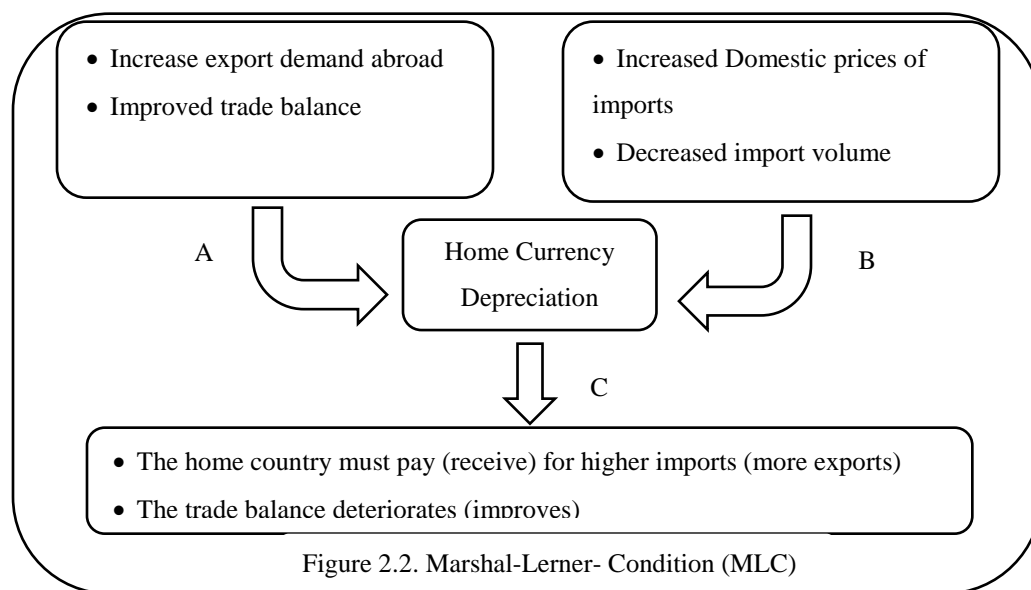 • Increase export demand abroad
• Improved trade balance
• Increased Domestic prices of
imports
• Decreased import volume
A
Home Currency
Depreciation
B
C
• The home country must pay (receive) for higher imports (more exports)
• The trade balance deteriorates (improves)
Figure 2.2. Marshal-Lerner- Condition (MLC)